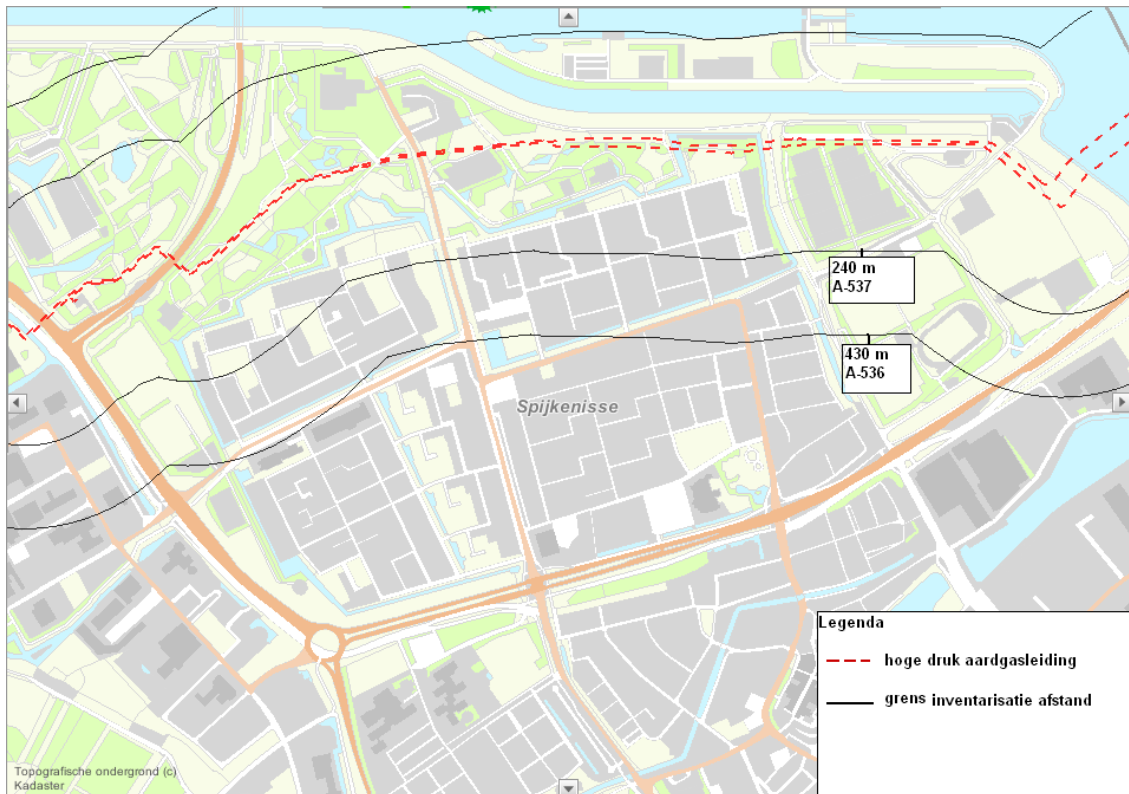 240 m
A-537
430 m
A-536
Spijkenisse
Legenda
hoge druk aardgasleiding
grens inventarisatie afstand
Topografische ondergrond (c)
Kadaster